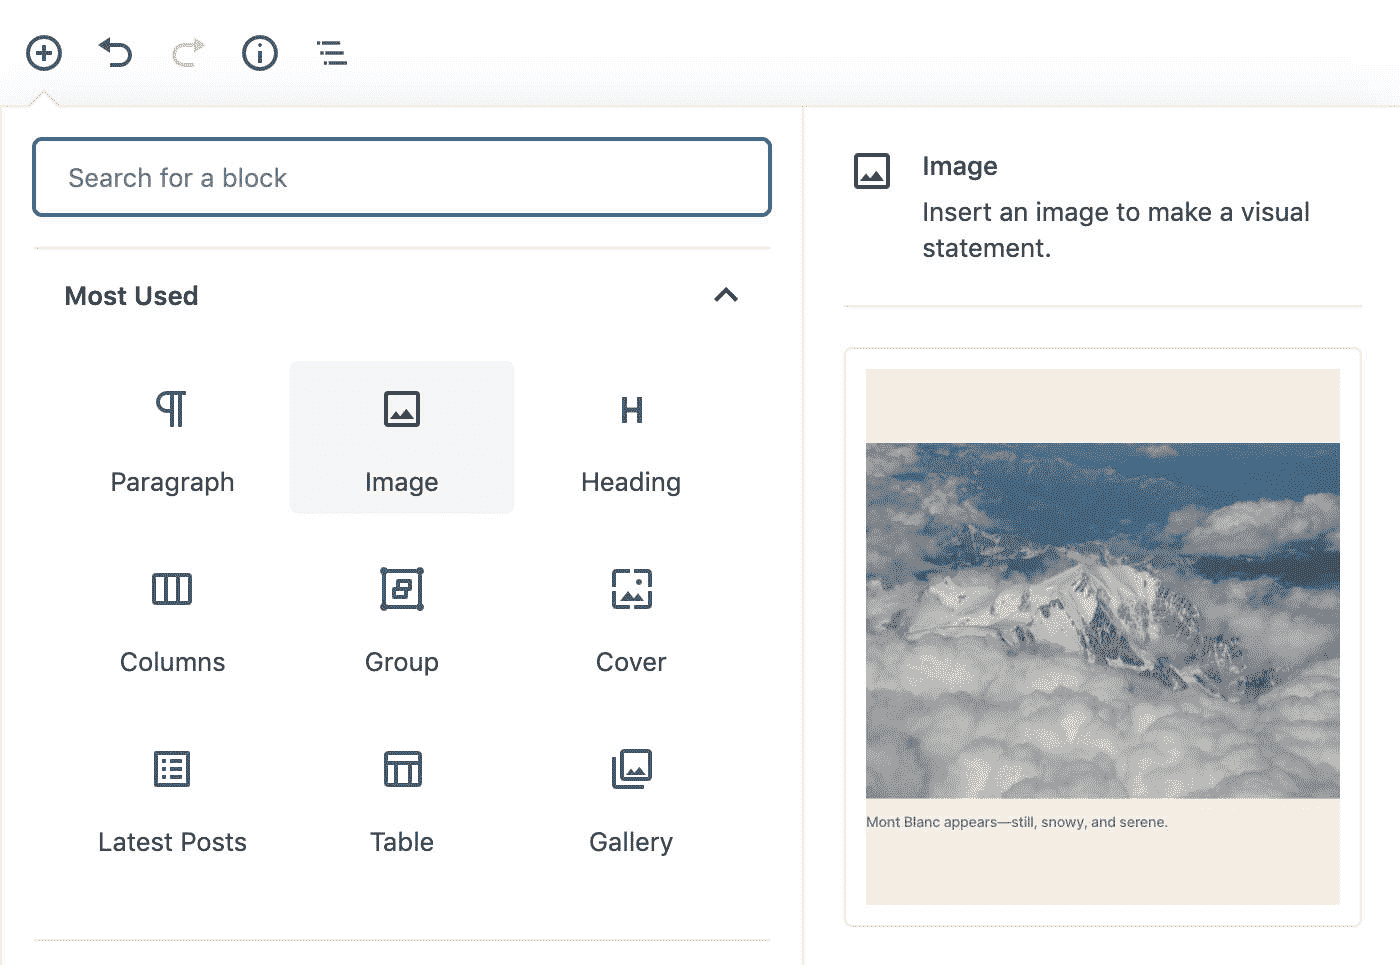 Search for a block
Most Used
Paragraph
Image
Heading
Columns
Group
Cover
Latest Posts
Table
Gallery
Image
Insert an image to make a visual
statement.
Mont Blanc appears—still, snowy, and serene.